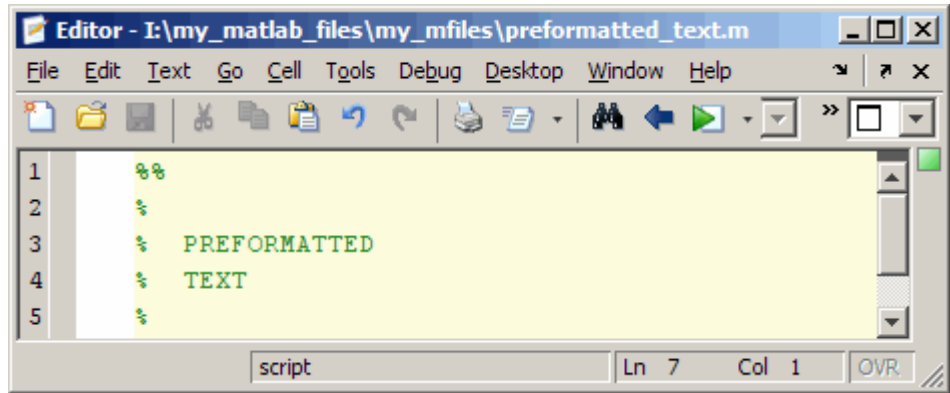 Editor - I:\my_matlab_files\my_mfiles\preformatted_text.m
File Edit Text Go Cell Tools Debug Desktop Window Help
1 %%
2 %
3 %  PREFORMATTED
4 %  TEXT
5 %
script Ln 7 Col 1 OVR